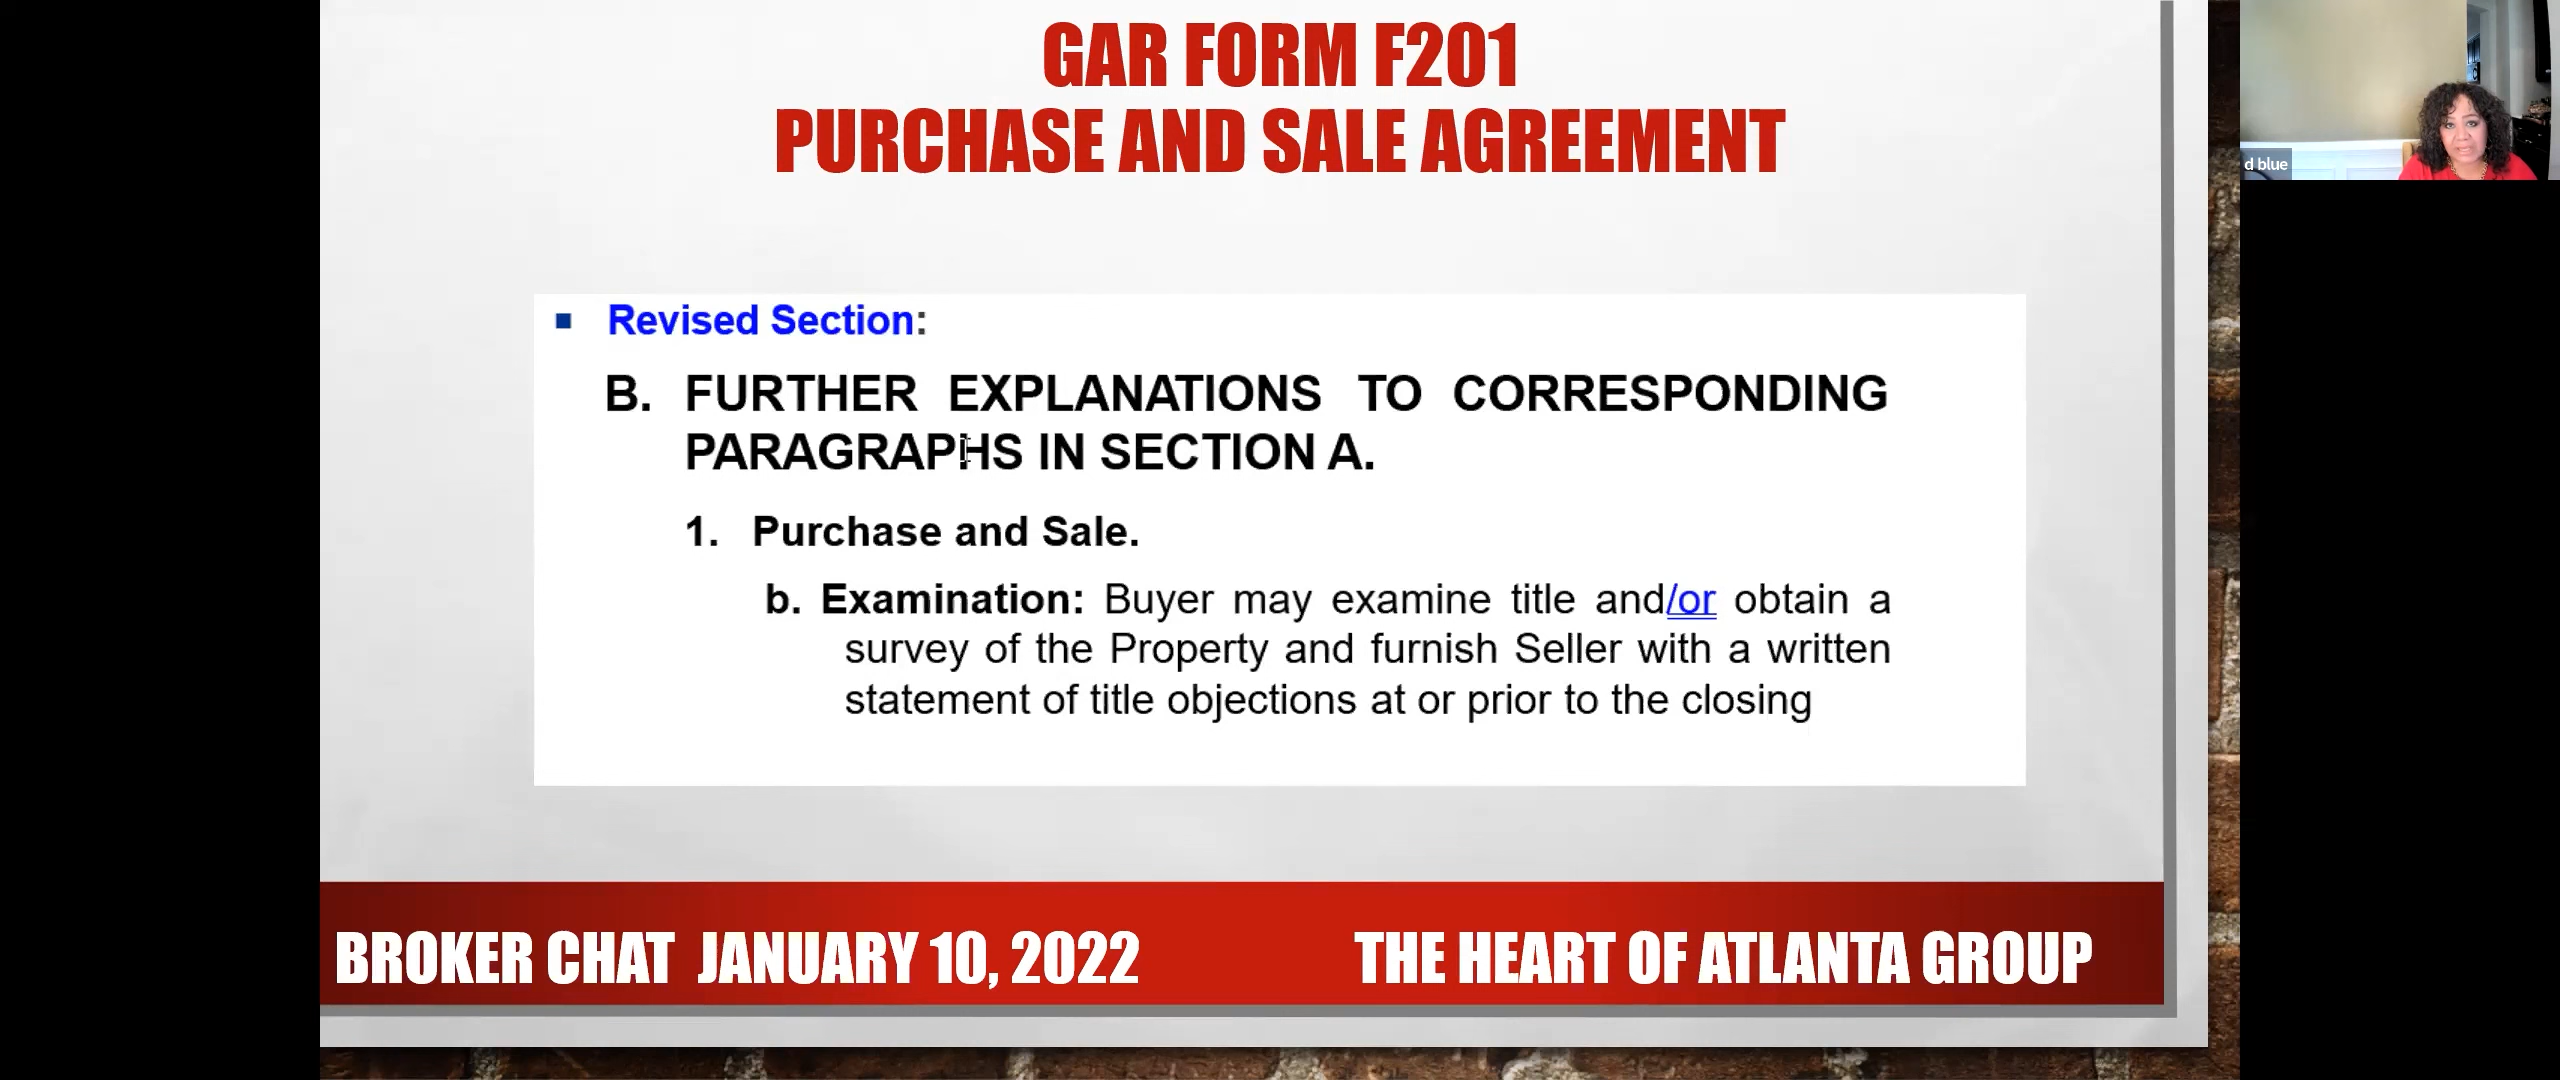 GAR FORM F201
PURCHASE AND SALE AGREEMENT
d blue
▪ Revised Section:
B. FURTHER EXPLANATIONS TO CORRESPONDING
PARAGRAPHS IN SECTION A.
1. Purchase and Sale.
b. Examination: Buyer may examine title and/or obtain a
survey of the Property and furnish Seller with a written
statement of title objections at or prior to the closing
BROKER CHAT JANUARY 10, 2022
THE HEART OF ATLANTA GROUP